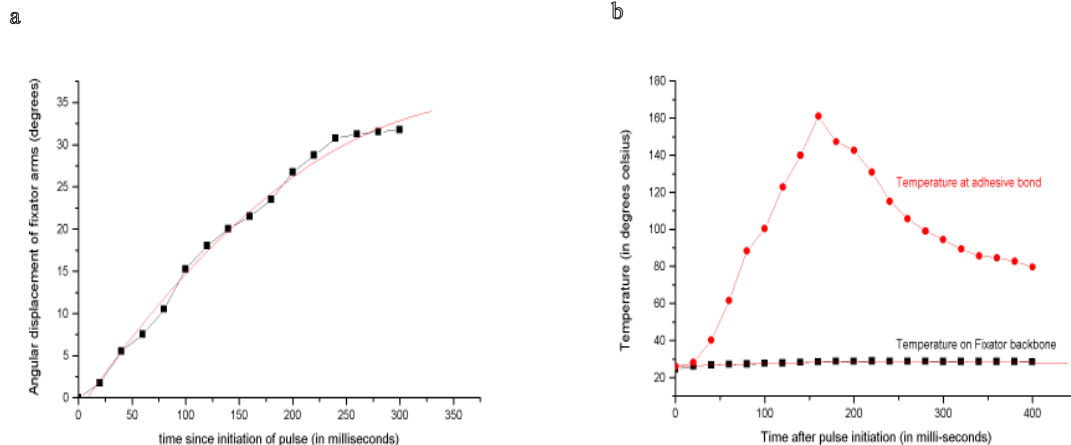 a
Angular displacement of fixator arms (degrees)
35
30
25
20
15
10
5
0
0 50 100 150 200 250 300 350
time since initiation of pulse (in milliseconds)
b
Temperature (in degrees celsius)
180
160
140
120
100
80
60
40
20
Temperature at adhesive bond
Temperature on Fixator backbone
0 100 200 300 400
Time after pulse initiation (in milli-seconds)